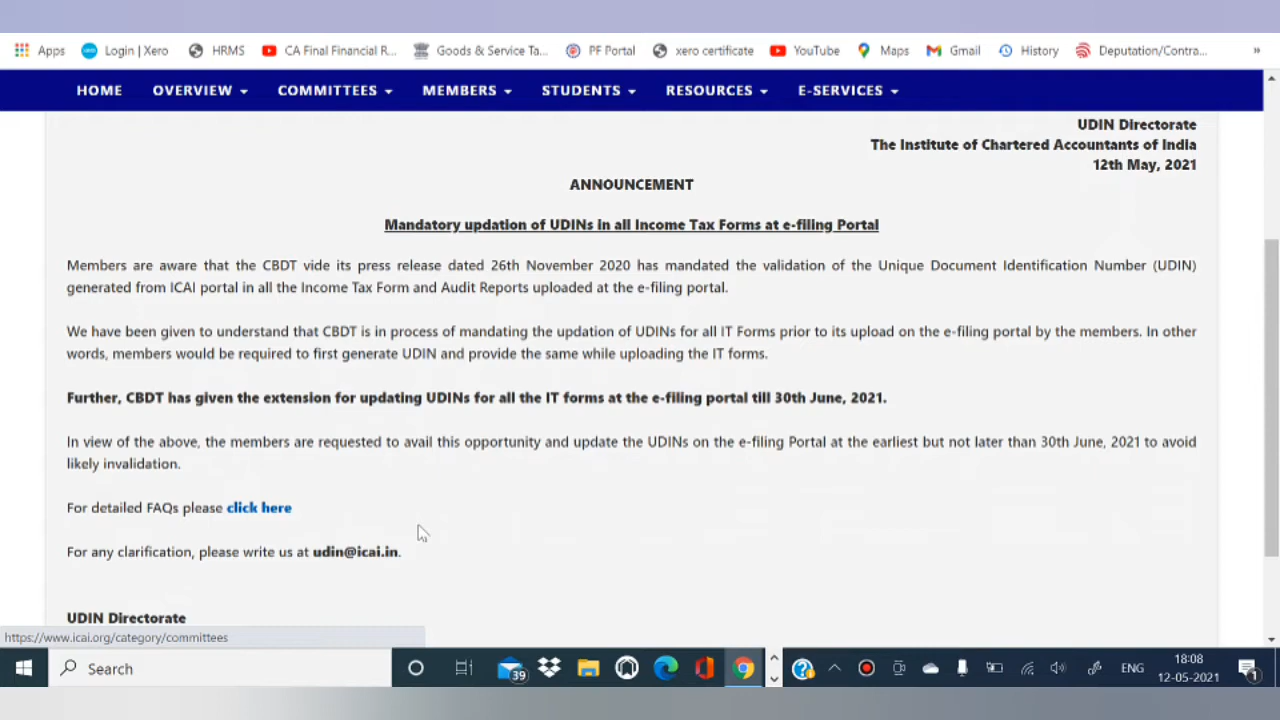 Apps Login | Xero HRMS CA Final Financial R... Goods & Service Ta... PF Portal xero certificate YouTube Maps Gmail History Deputation/Contra... »
HOME OVERVIEW COMMITTEES MEMBERS STUDENTS RESOURCES E-SERVICES
UDIN Directorate
The Institute of Chartered Accountants of India
12th May, 2021
ANNOUNCEMENT
Mandatory updation of UDINs in all Income Tax Forms at e-filing Portal
Members are aware that the CBDT vide its press release dated 26th November 2020 has mandated the validation of the Unique Document Identification Number (UDIN)
generated from ICAI portal in all the Income Tax Form and Audit Reports uploaded at the e-filing portal.
We have been given to understand that CBDT is in process of mandating the updation of UDINs for all IT Forms prior to its upload on the e-filing portal by the members. In other
words, members would be required to first generate UDIN and provide the same while uploading the IT forms.
Further, CBDT has given the extension for updating UDINs for all the IT forms at the e-filing portal till 30th June, 2021.
In view of the above, the members are requested to avail this opportunity and update the UDINs on the e-filing Portal at the earliest but not later than 30th June, 2021 to avoid
likely invalidation.
For detailed FAQs please click here
For any clarification, please write us at udin@icai.in.
UDIN Directorate
https://www.icai.org/category/committees
Search 39 ENG 18:08 1
12-05-2021